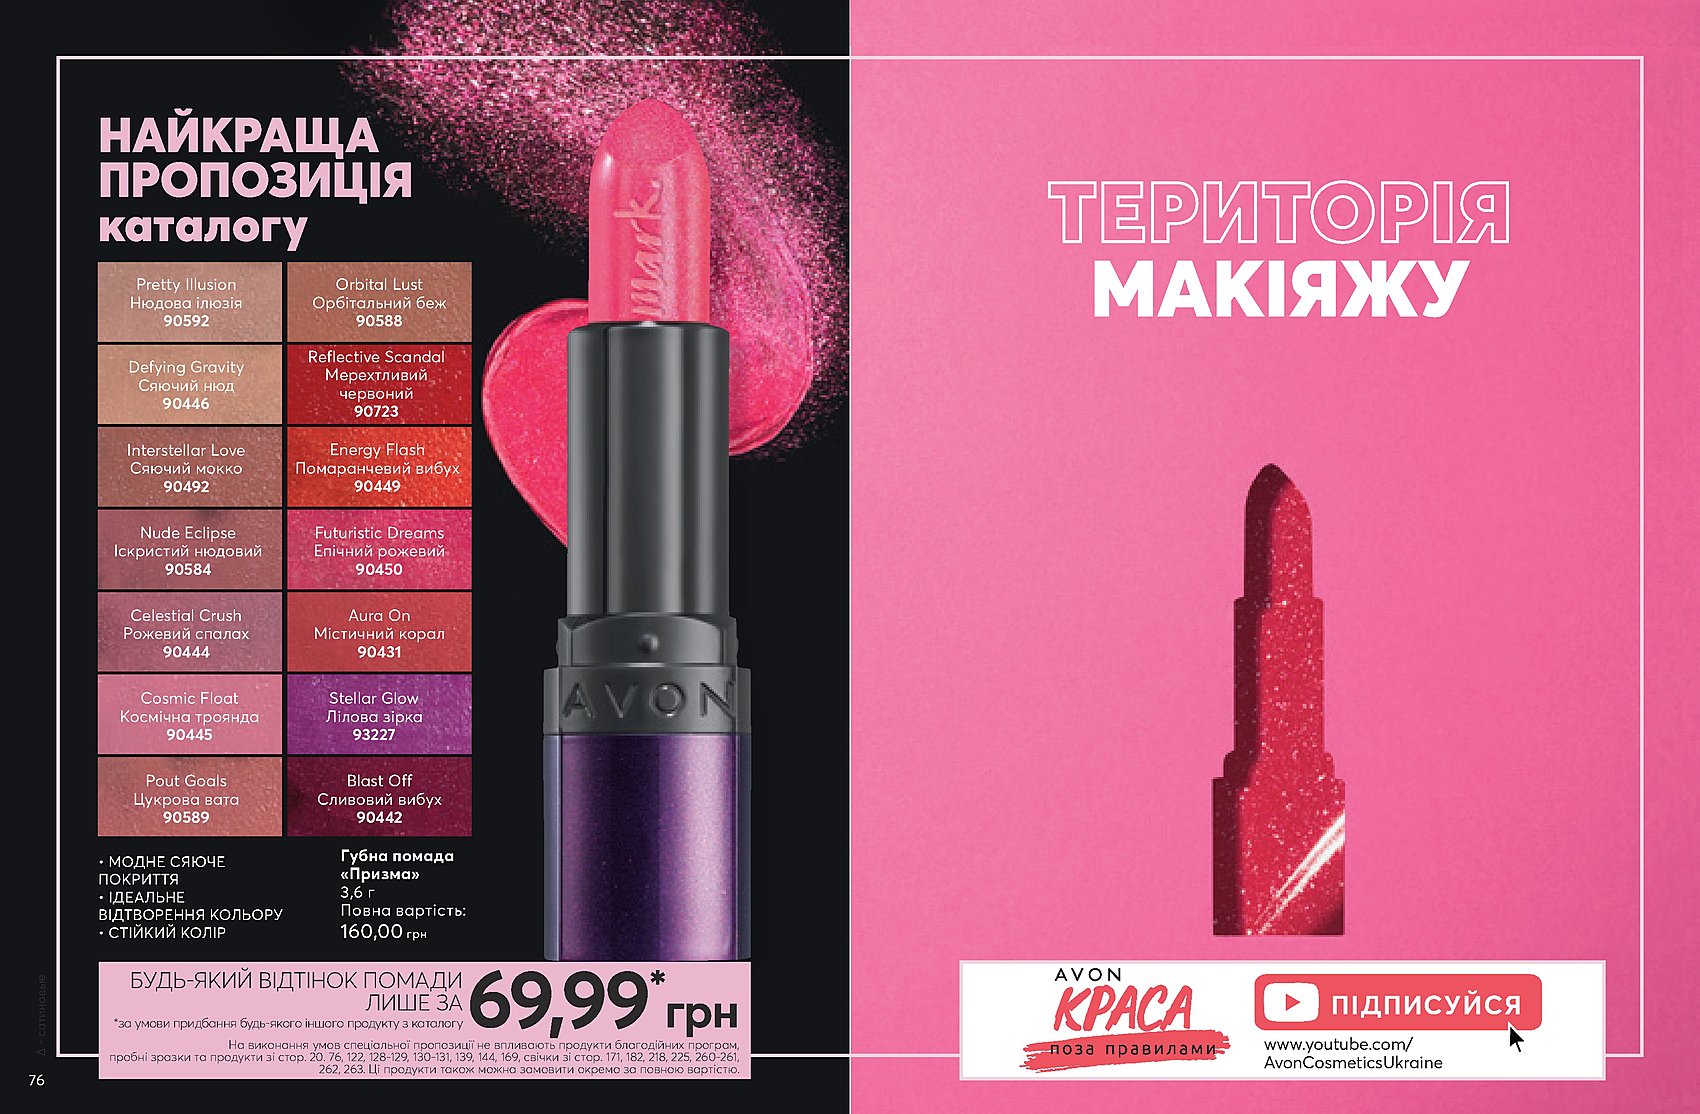 НАЙКРАЩА
ПРОПОЗИЦІЯ
каталогу
Pretty Illusion
Нюдова ілюзія
90592
Orbital Lust
Орбітальний беж
90588
Defying Gravity
Сяючий нюд
90446
Reflective Scandal
Мерехтливий
червоний
90723
Interstellar Love
Сяючий мокко
90492
Energy Flash
Помаранчевий вибух
90449
Nude Eclipse
Іскристий нюдовий
90584
Futuristic Dreams
Епічний рожевий
90450
Celestial Crush
Рожевий спалах
90444
Aura On
Містичний корал
90431
Cosmic Float
Космічна троянда
90445
Stellar Glow
Лілова зірка
93227
Pout Goals
Цукрова вата
90589
Blast Off
Сливовий вибух
90442
• МОДНЕ СЯЮЧЕ
ПОКРИТТЯ
• ІДЕАЛЬНЕ
ВІДТВОРЕННЯ КОЛЬОРУ
• СТІЙКИЙ КОЛІР
Губна помада
«Призма»
3,6 г
Повна вартість:
160,00 грн
mark.
AVON
БУДЬ-ЯКИЙ ВІДТІНОК ПОМАДИ
ЛИШЕ ЗА
69,99* грн
*за умови придбання будь-якого іншого продукту з каталогу
На виконання умов спеціальної пропозиції не впливають продукти благодійних програм,
пробні зразки та продукти зі стор. 20. 76, 122, 128-129, 130-131, 139, 144, 169, свічки зі стор. 171, 182, 218, 225, 260-261,
262, 263. Ці продукти також можна замовити окремо за повною вартістю.
Δ - сатиновые
76
ТЕРИТОРІЯ
МАКІЯЖУ
AVON
КРАСА
поза правилами
ПІДПИСУЙСЯ
www.youtube.com/
AvonCosmeticsUkraine